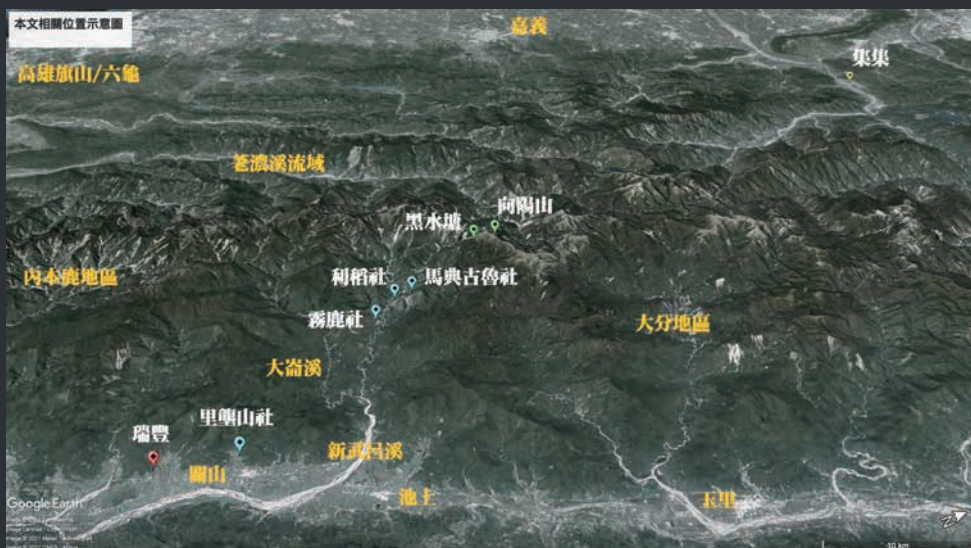 本文相關位置示意圖
嘉義
集集
高雄旗山/六龜
荖濃溪流域
向陽山
黑水塘
內本鹿地區
利稻社
馬典古魯社
霧鹿社
大分地區
大崙溪
里壠山社
瑞豐
新武呂溪
關山
池上
玉里
Google Earth
N
10 km